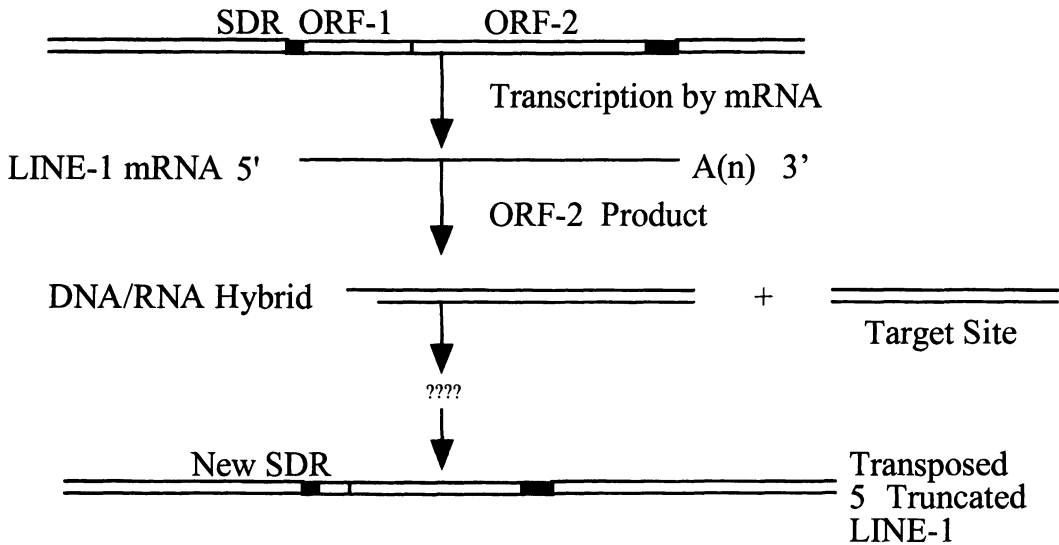 SDR ORF-1 ORF-2
Transcription by mRNA
LINE-1 mRNA 5' A(n) 3’
ORF-2 Product
DNA/RNA Hybrid +
Target Site
????
New SDR
Transposed
5 Truncated
LINE-1